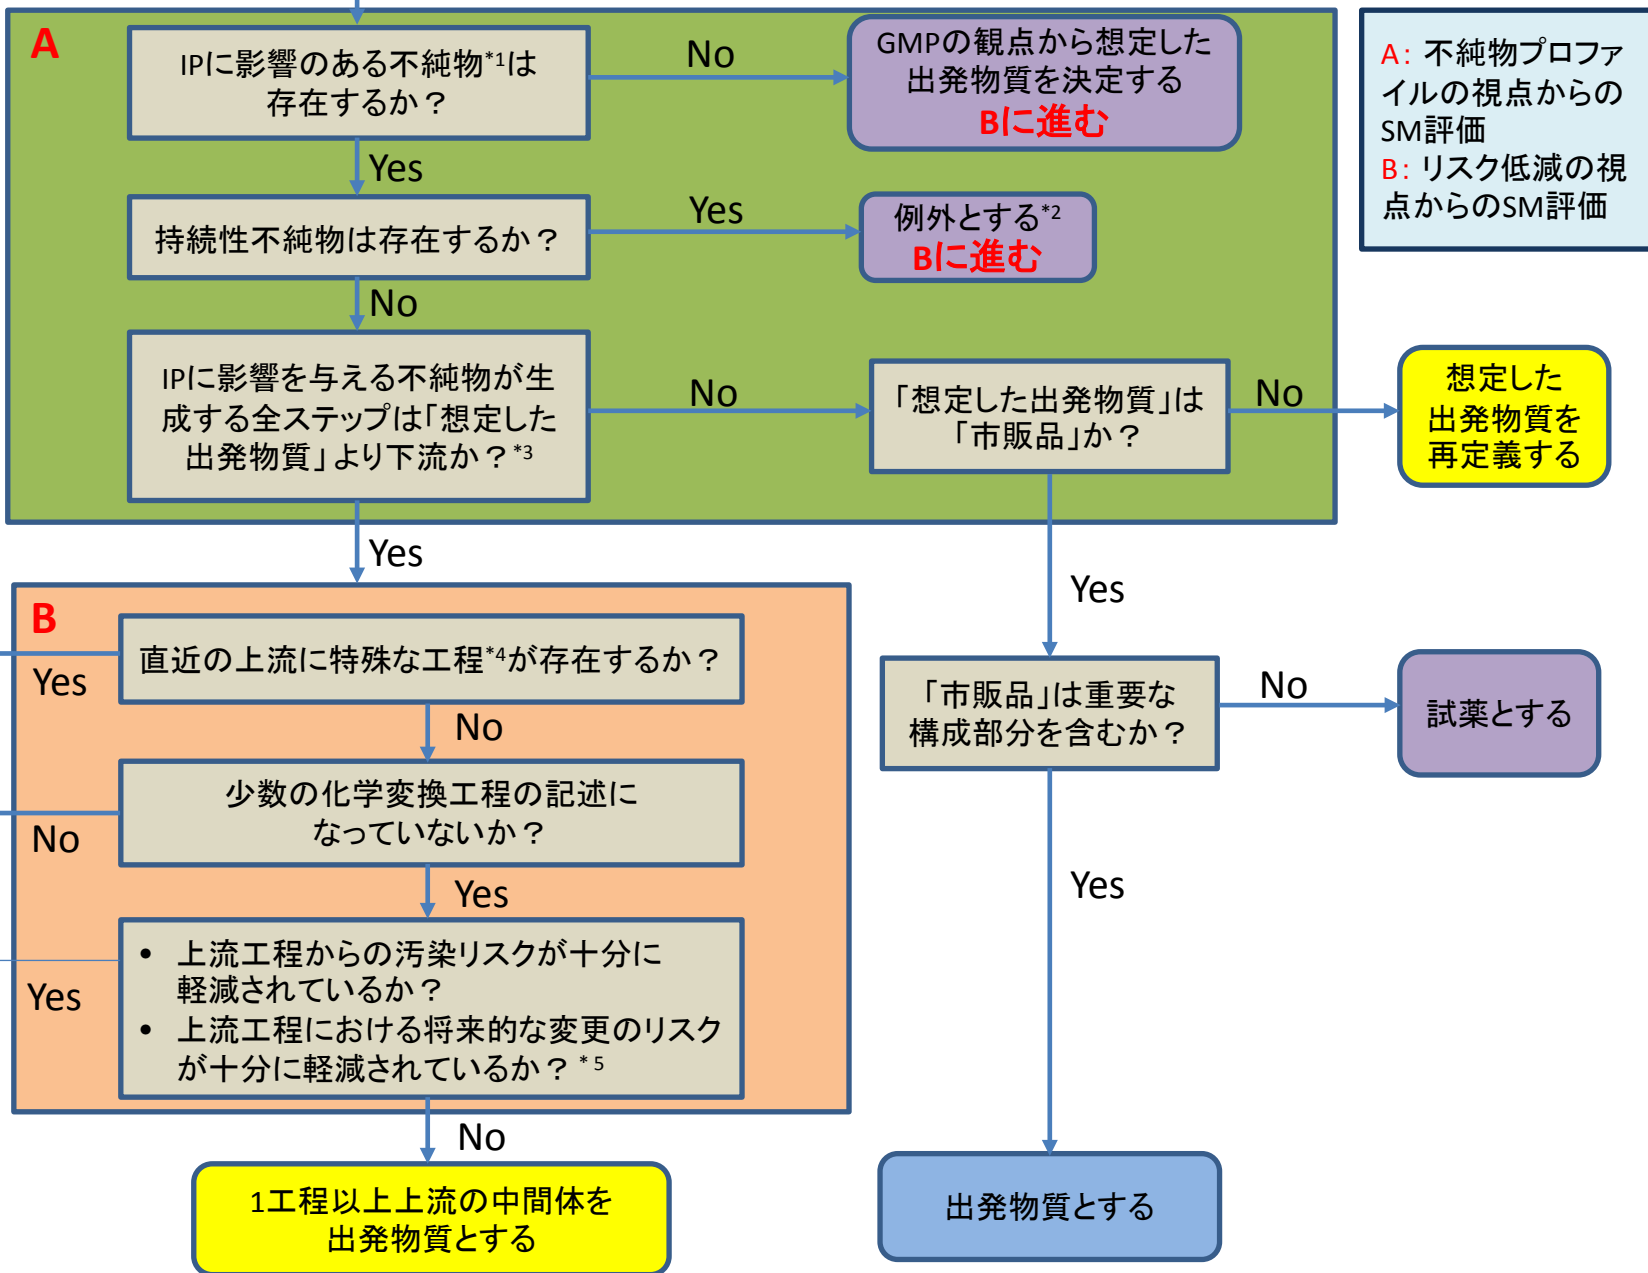 A
IPに影響のある不純物*1は
存在するか？
No
GMPの観点から想定した
出発物質を決定する
Bに進む
Yes
持続性不純物は存在するか？
Yes
例外とする*2
Bに進む
No
IPに影響を与える不純物が生
成する全ステップは｢想定した
出発物質｣より下流か？*3
No
｢想定した出発物質｣は
｢市販品｣か？
No
想定した
出発物質を
再定義する
A: 不純物プロファ
イルの視点からの
SM評価
B: リスク低減の視
点からのSM評価
Yes
Yes
B
直近の上流に特殊な工程*4が存在するか？
Yes
No
少数の化学変換工程の記述に
なっていないか？
No
Yes
• 上流工程からの汚染リスクが十分に
軽減されているか？
• 上流工程における将来的な変更のリスク
が十分に軽減されているか？*5
Yes
No
1工程以上上流の中間体を
出発物質とする
｢市販品｣は重要な
構成部分を含むか？
No
試薬とする
Yes
出発物質とする